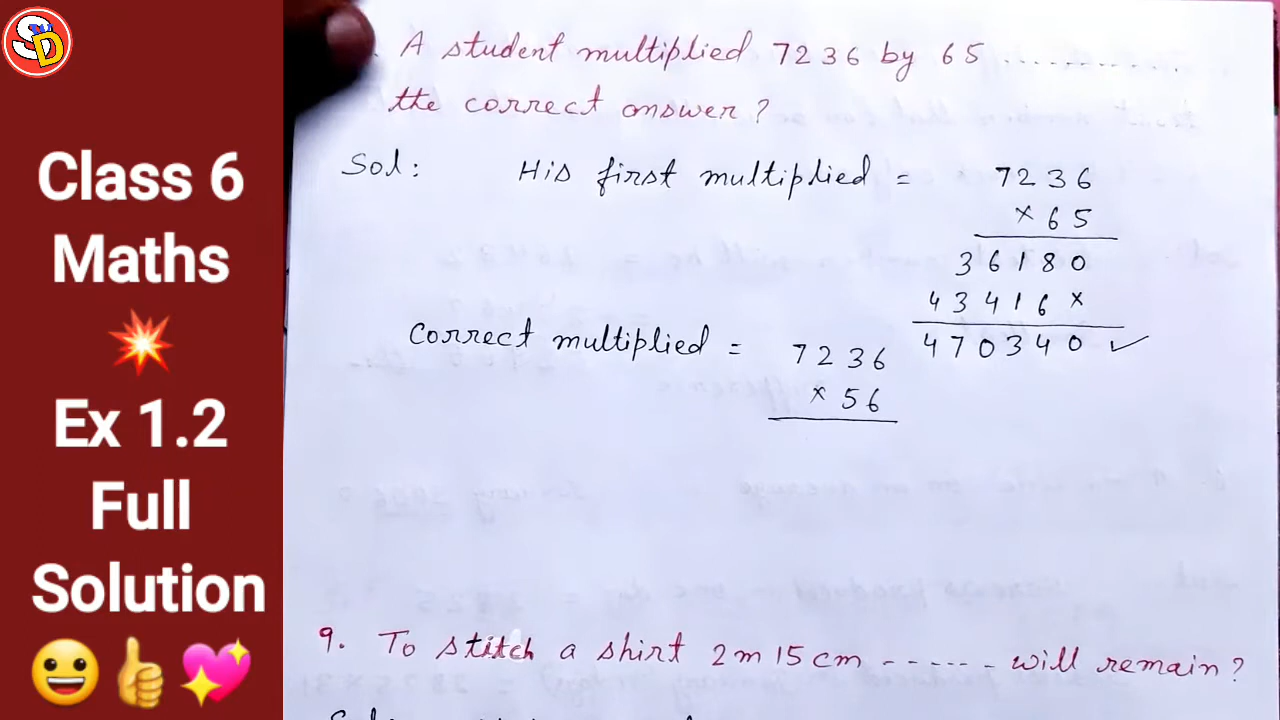 SD
Class 6
Maths
💥
Ex 1.2
Full
Solution
😀👍💖
A student multiplied 7236 by 65 ...........
the correct answer?
Sol: His first multiplied = 7236
× 65
36180
43416×
470340 ✓
Correct multiplied = 7236
× 56
9. To stitch a shirt 2m 15cm ------ will remain?